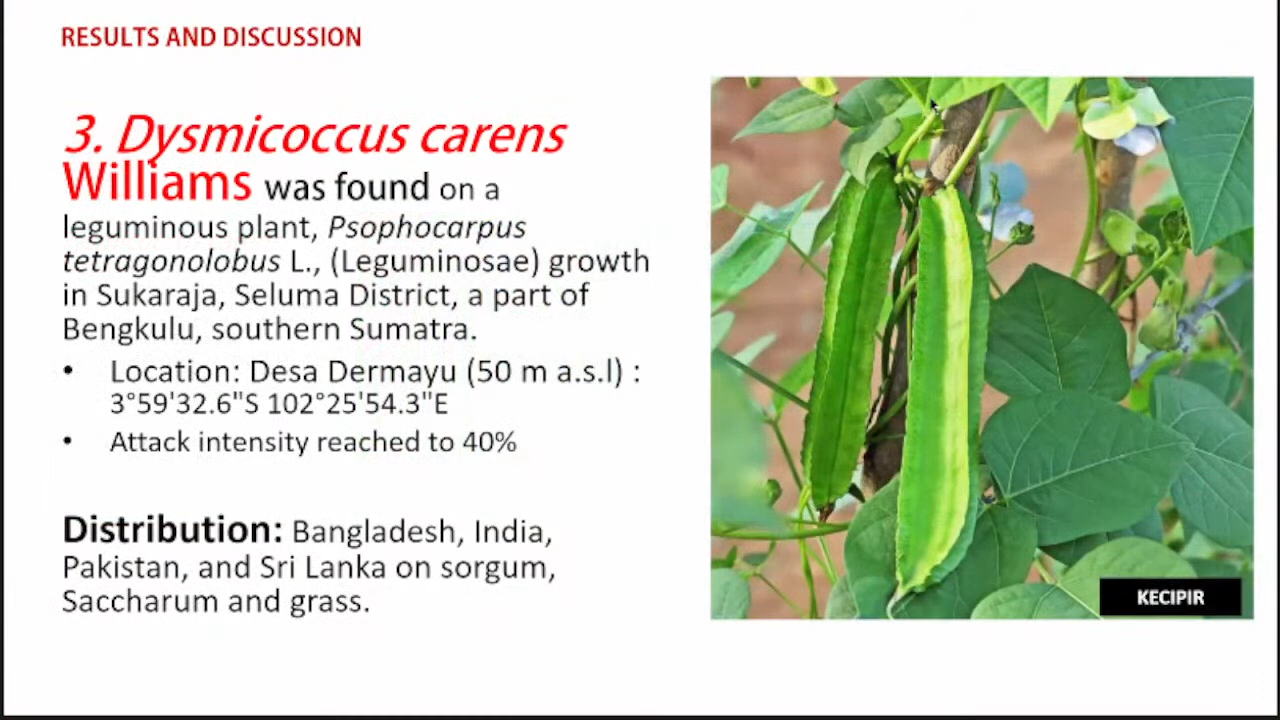 RESULTS AND DISCUSSION
3. Dysmicoccus carens
Williams was found on a
leguminous plant, Psophocarpus
tetragonolobus L., (Leguminosae) growth
in Sukaraja, Seluma District, a part of
Bengkulu, southern Sumatra.
• Location: Desa Dermayu (50 m a.s.l) :
3°59'32.6"S 102°25'54.3"E
• Attack intensity reached to 40%
Distribution: Bangladesh, India,
Pakistan, and Sri Lanka on sorgum,
Saccharum and grass.
KECIPIR